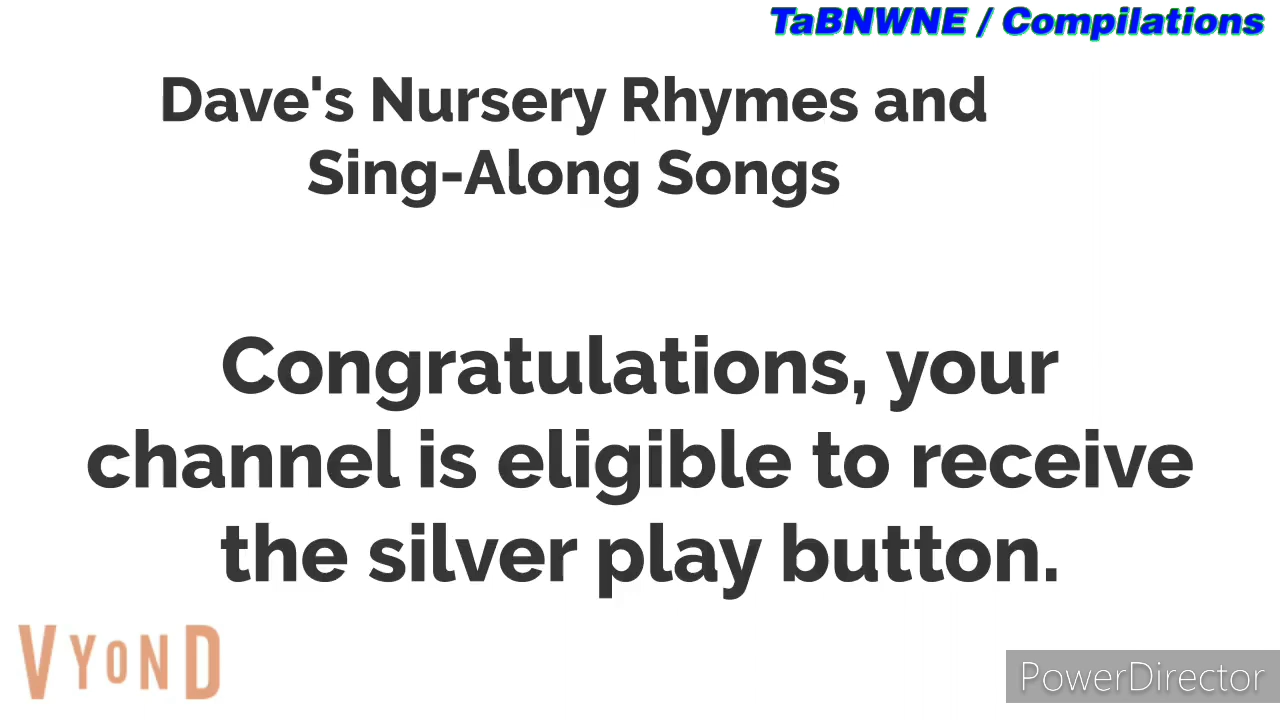 TaBNWNE / Compilations
Dave's Nursery Rhymes and
Sing-Along Songs
Congratulations, your
channel is eligible to receive
the silver play button.
VYOND
PowerDirector